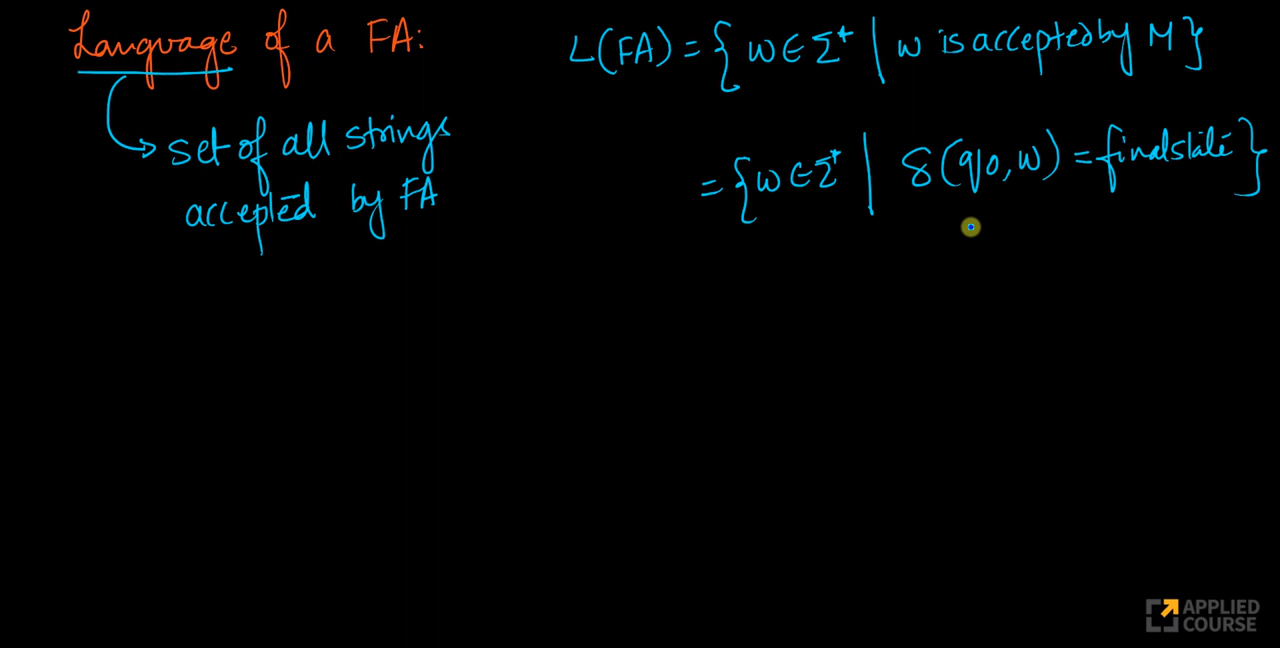 Language of a FA:
set of all strings
accepted by FA
L(FA) = { w ∈ Σ* | w is accepted by M }
= { w ∈ Σ* | δ(q0, w) = final state }
APPLIED
COURSE